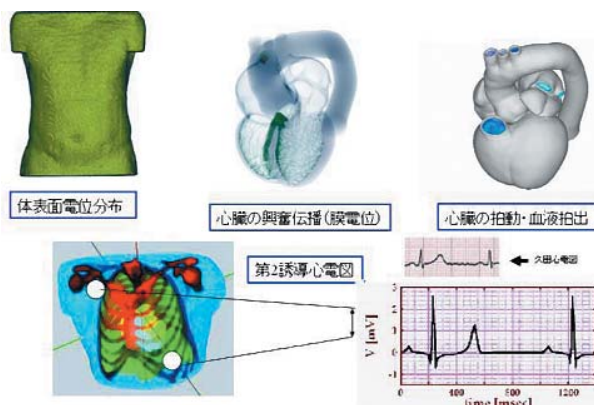 体表面電位分布
心臓の興奮伝播(膜電位)
心臓の拍動・血液拍出
第2誘導心電図
久田心電図
V [mV]
3
2
1
0
-1
0
400
800
1200
time [msec]